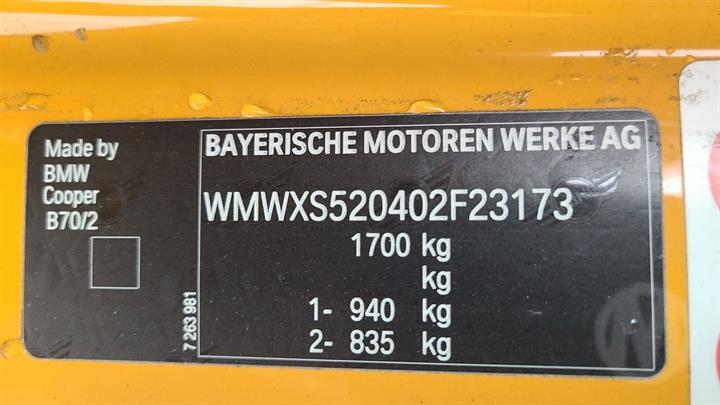 Made by
BMW
Cooper
B70/2
7 263 981
BAYERISCHE MOTOREN WERKE AG
WMWXS520402F23173
1700 kg
kg
1- 940 kg
2- 835 kg